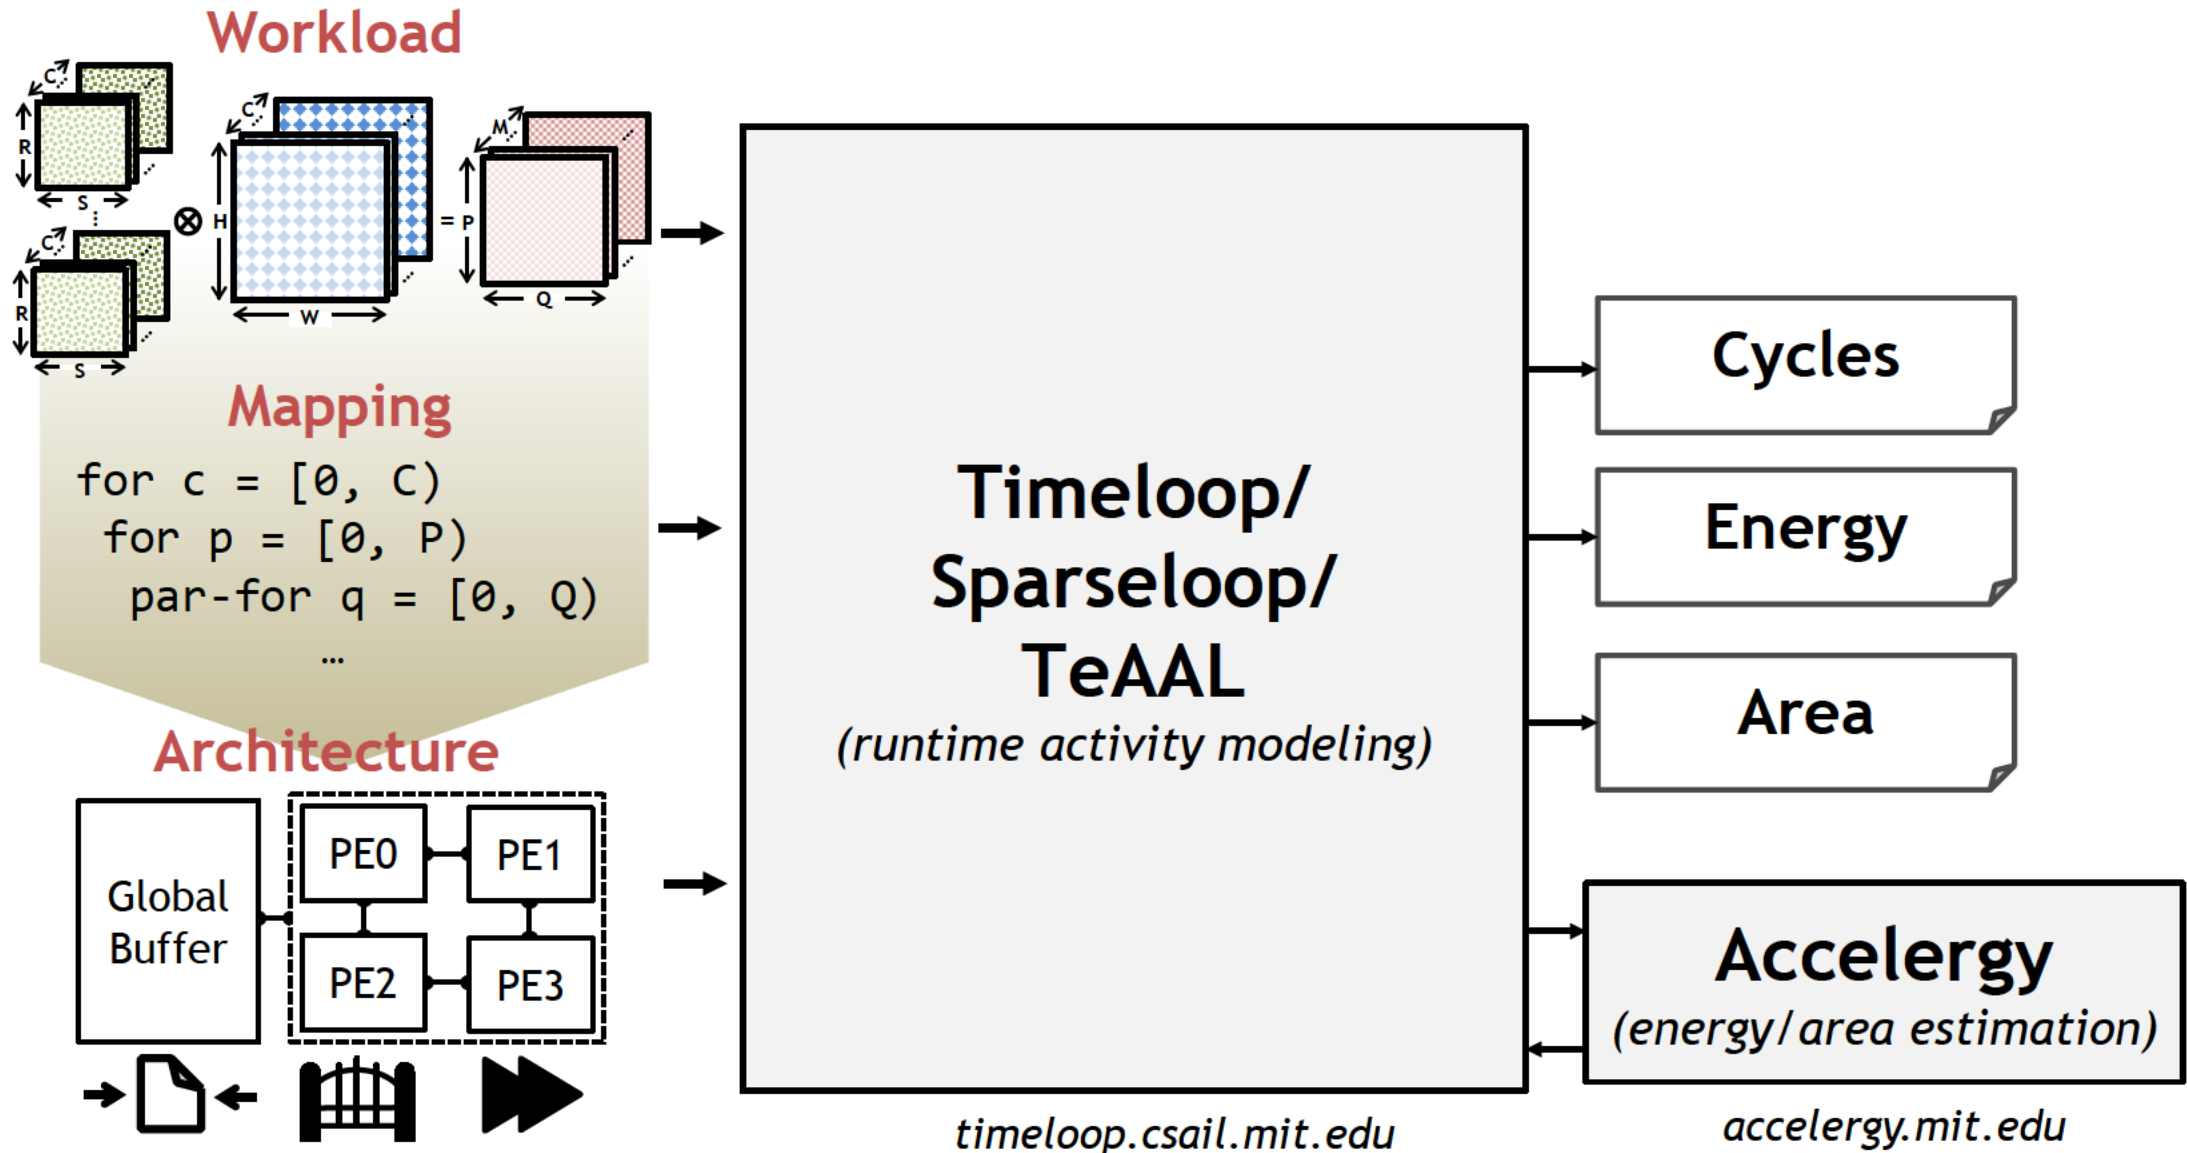 Workload
C
R
S
C
R
S
C
H
W
=
M
P
Q
Mapping
for c = [0, C)
for p = [0, P)
par-for q = [0, Q)
…
Architecture
Global
Buffer
PE0
PE1
PE2
PE3
Timeloop/
Sparseloop/
TeAAL
(runtime activity modeling)
timeloop.csail.mit.edu
Cycles
Energy
Area
Accelergy
(energy/area estimation)
accelergy.mit.edu